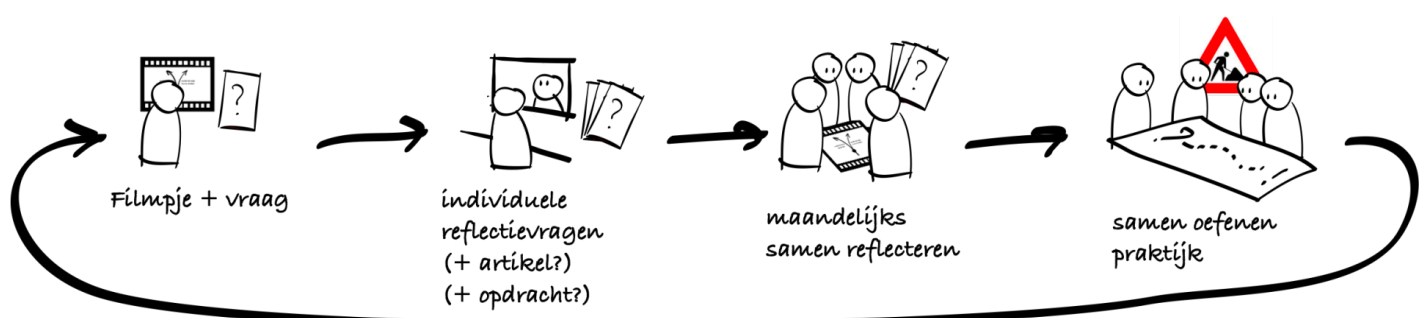 ?
?
?
Filmpje + vraag
individuele
reflectievragen
(+ artikel?)
(+ opdracht?)
maandelijks
samen reflecteren
samen oefenen
praktijk